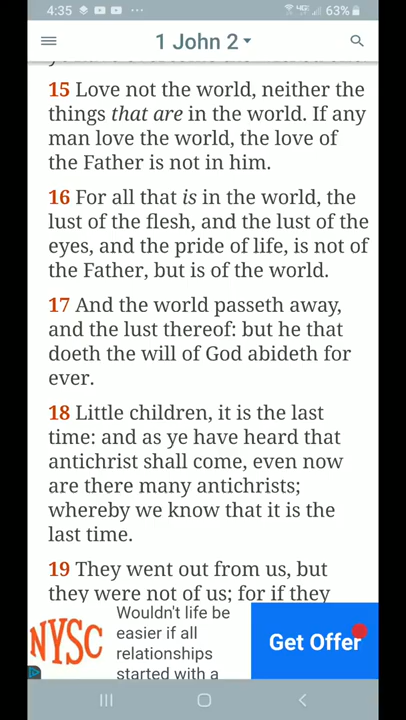 4:35
63%
1 John 2
15 Love not the world, neither the
things that are in the world. If any
man love the world, the love of
the Father is not in him.
16 For all that is in the world, the
lust of the flesh, and the lust of the
eyes, and the pride of life, is not of
the Father, but is of the world.
17 And the world passeth away,
and the lust thereof: but he that
doeth the will of God abideth for
ever.
18 Little children, it is the last
time: and as ye have heard that
antichrist shall come, even now
are there many antichrists;
whereby we know that it is the
last time.
19 They went out from us, but
they were not of us; for if they
NYSC
Wouldn't life be
easier if all
relationships
started with a
Get Offer